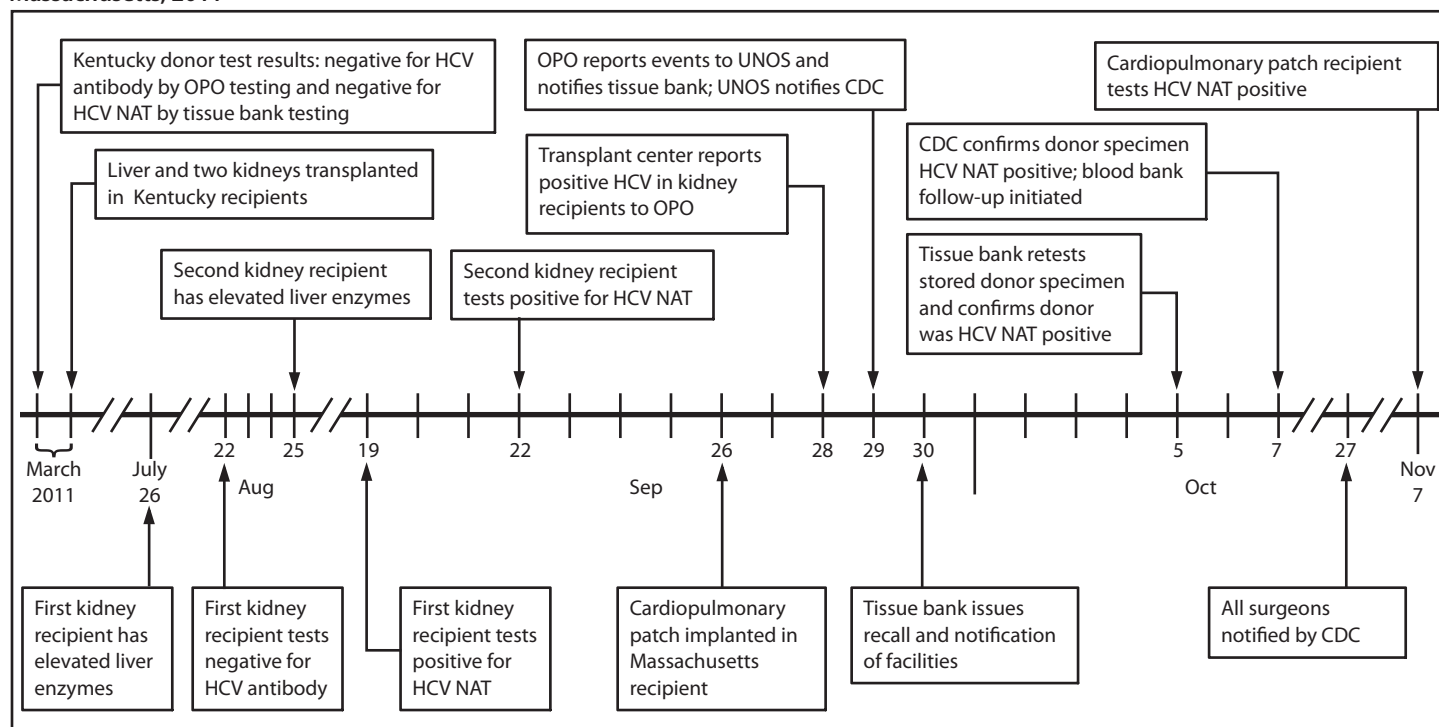 Kentucky donor test results: negative for HCV
antibody by OPO testing and negative for
HCV NAT by tissue bank testing
OPO reports events to UNOS and
notifies tissue bank; UNOS notifies CDC
Cardiopulmonary patch recipient
tests HCV NAT positive
Liver and two kidneys transplanted
in Kentucky recipients
Transplant center reports
positive HCV in kidney
recipients to OPO
CDC confirms donor specimen
HCV NAT positive; blood bank
follow-up initiated
Second kidney recipient
has elevated liver enzymes
Second kidney recipient
tests positive for HCV NAT
Tissue bank retests
stored donor specimen
and confirms donor
was HCV NAT positive
March
2011
July
26
22
25
Aug
19
22
26
28
29
30
Sep
5
7
27
Oct
Nov
7
First kidney
recipient has
elevated liver
enzymes
First kidney
recipient tests
negative for
HCV antibody
First kidney
recipient tests
positive for
HCV NAT
Cardiopulmonary
patch implanted in
Massachusetts
recipient
Tissue bank issues
recall and notification
of facilities
All surgeons
notified by CDC